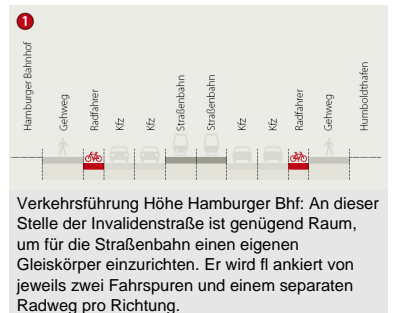 1
Hamburger Bahnhof
Gehweg
Radfahrer
Kfz
Kfz
Straßenbahn
Straßenbahn
Kfz
Kfz
Radfahrer
Gehweg
Humboldthafen
Verkehrsführung Höhe Hamburger Bhf: An dieser
Stelle der Invalidenstraße ist genügend Raum,
um für die Straßenbahn einen eigenen
Gleiskörper einzurichten. Er wird fl ankiert von
jeweils zwei Fahrspuren und einem separaten
Radweg pro Richtung.